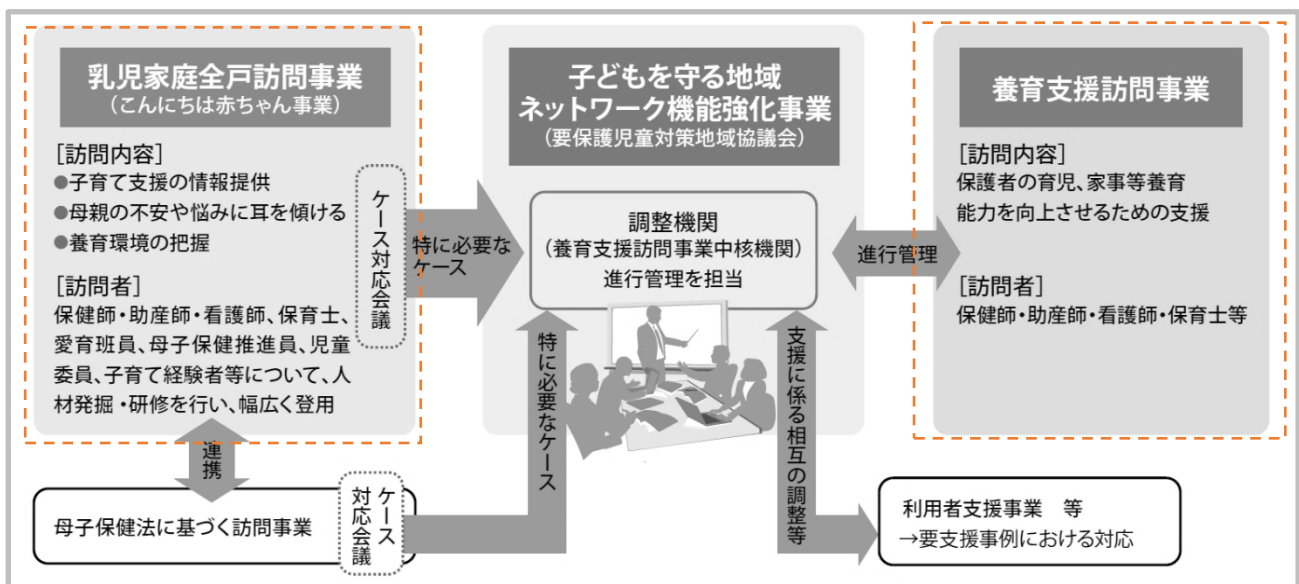 乳児家庭全戸訪問事業
（こんにちは赤ちゃん事業）
［訪問内容］
●子育て支援の情報提供
●母親の不安や悩みに耳を傾ける
●養育環境の把握
［訪問者］
保健師・助産師・看護師、保育士、
愛育班員、母子保健推進員、児童
委員、子育て経験者等について、人
材発掘・研修を行い、幅広く登用
ケース対応会議
特に必要な
ケース
連携
母子保健法に基づく訪問事業
ケース
対応会議
子どもを守る地域
ネットワーク機能強化事業
（要保護児童対策地域協議会）
調整機関
（養育支援訪問事業中核機関）
進行管理を担当
特に必要なケース
支援に係る相互の調整等
進行管理
養育支援訪問事業
［訪問内容］
保護者の育児、家事等養育
能力を向上させるための支援
［訪問者］
保健師・助産師・看護師・保育士等
利用者支援事業　等
→要支援事例における対応